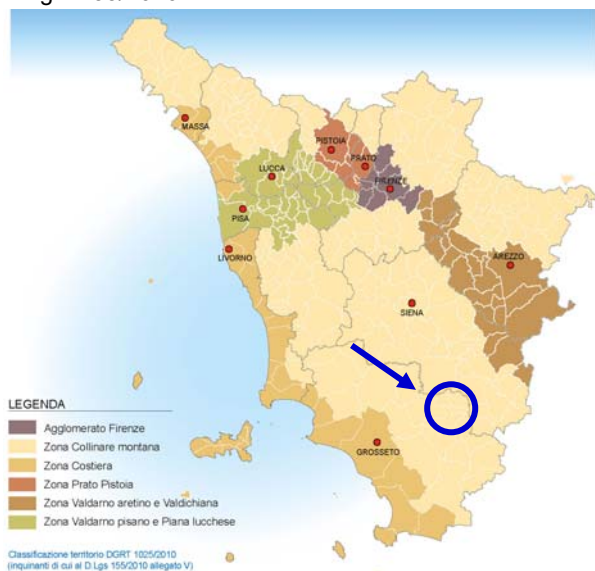 MASSA
PISTOIA
PRATO
LUCCA
FIRENZE
PISA
LIVORNO
AREZZO
SIENA
GROSSETO
LEGENDA
Agglomerato Firenze
Zona Collinare montana
Zona Costiera
Zona Prato Pistoia
Zona Valdarno aretino e Valdichiana
Zona Valdarno pisano e Piana lucchese
Classificazione territorio DGRT 1025/2010
(inquinanti di cui al D.Lgs 155/2010 allegato V)